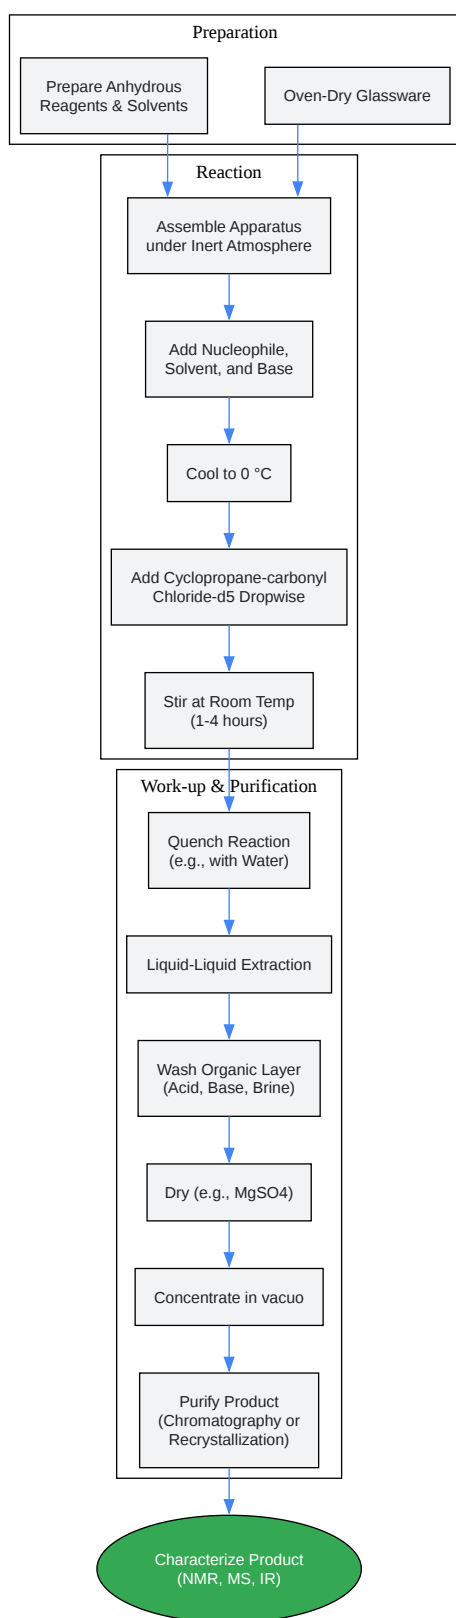 Preparation
Prepare Anhydrous
Reagents & Solvents
Oven-Dry Glassware
Reaction
Assemble Apparatus
under Inert Atmosphere
Add Nucleophile,
Solvent, and Base
Cool to 0 °C
Add Cyclopropane-carbonyl
Chloride-d5 Dropwise
Stir at Room Temp
(1-4 hours)
Work-up & Purification
Quench Reaction
(e.g., with Water)
Liquid-Liquid Extraction
Wash Organic Layer
(Acid, Base, Brine)
Dry (e.g., MgSO4)
Concentrate in vacuo
Purify Product
(Chromatography or
Recrystallization)
Characterize Product
(NMR, MS, IR)